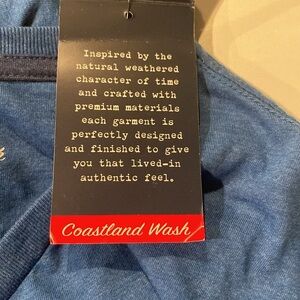 Inspired by the
natural weathered
character of time
and crafted with
premium materials
each garment is
perfectly designed
and finished to give
you that lived-in
authentic feel.
Coastland Wash